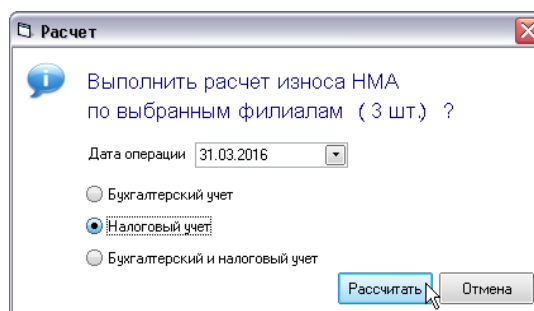 Расчет
Выполнить расчет износа НМА
по выбранным филиалам ( 3 шт.) ?
Дата операции 31.03.2016
Бухгалтерский учет
Налоговый учет
Бухгалтерский и налоговый учет
Рассчитать Отмена